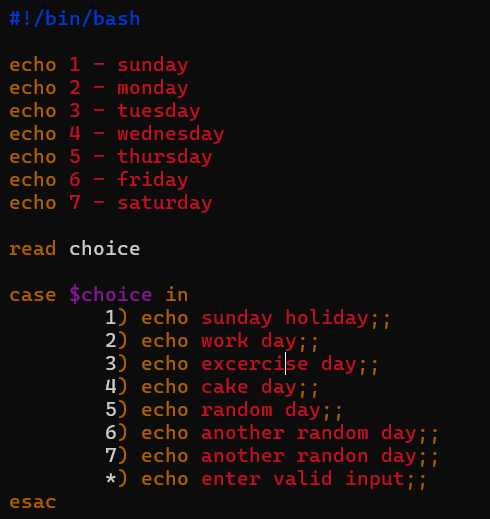 #!/bin/bash
echo 1 - sunday
echo 2 - monday
echo 3 - tuesday
echo 4 - wednesday
echo 5 - thursday
echo 6 - friday
echo 7 - saturday
read choice
case $choice in
1) echo sunday holiday;;
2) echo work day;;
3) echo excercise day;;
4) echo cake day;;
5) echo random day;;
6) echo another random day;;
7) echo another randon day;;
*) echo enter valid input;;
esac